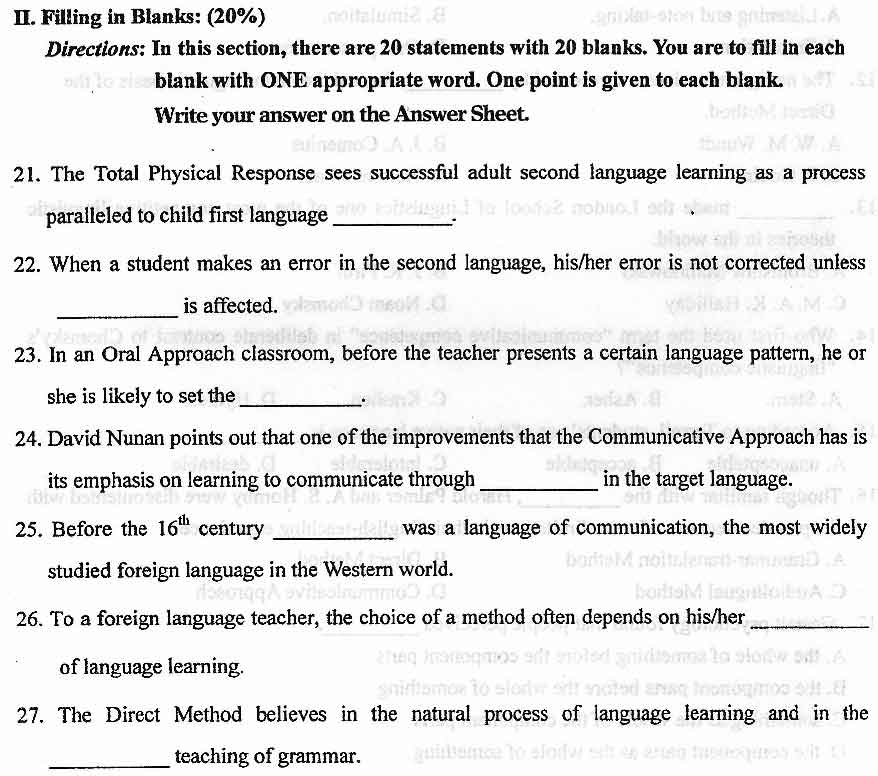 II. Filling in Blanks: (20%)
Directions: In this section, there are 20 statements with 20 blanks. You are to fill in each
blank with ONE appropriate word. One point is given to each blank.
Write your answer on the Answer Sheet.
21. The Total Physical Response sees successful adult second language learning as a process
paralleled to child first language ____________.
22. When a student makes an error in the second language, his/her error is not corrected unless
____________ is affected.
23. In an Oral Approach classroom, before the teacher presents a certain language pattern, he or
she is likely to set the ____________.
24. David Nunan points out that one of the improvements that the Communicative Approach has is
its emphasis on learning to communicate through ____________ in the target language.
25. Before the 16th century ____________ was a language of communication, the most widely
studied foreign language in the Western world.
26. To a foreign language teacher, the choice of a method often depends on his/her ____________
of language learning.
27. The Direct Method believes in the natural process of language learning and in the
____________ teaching of grammar.